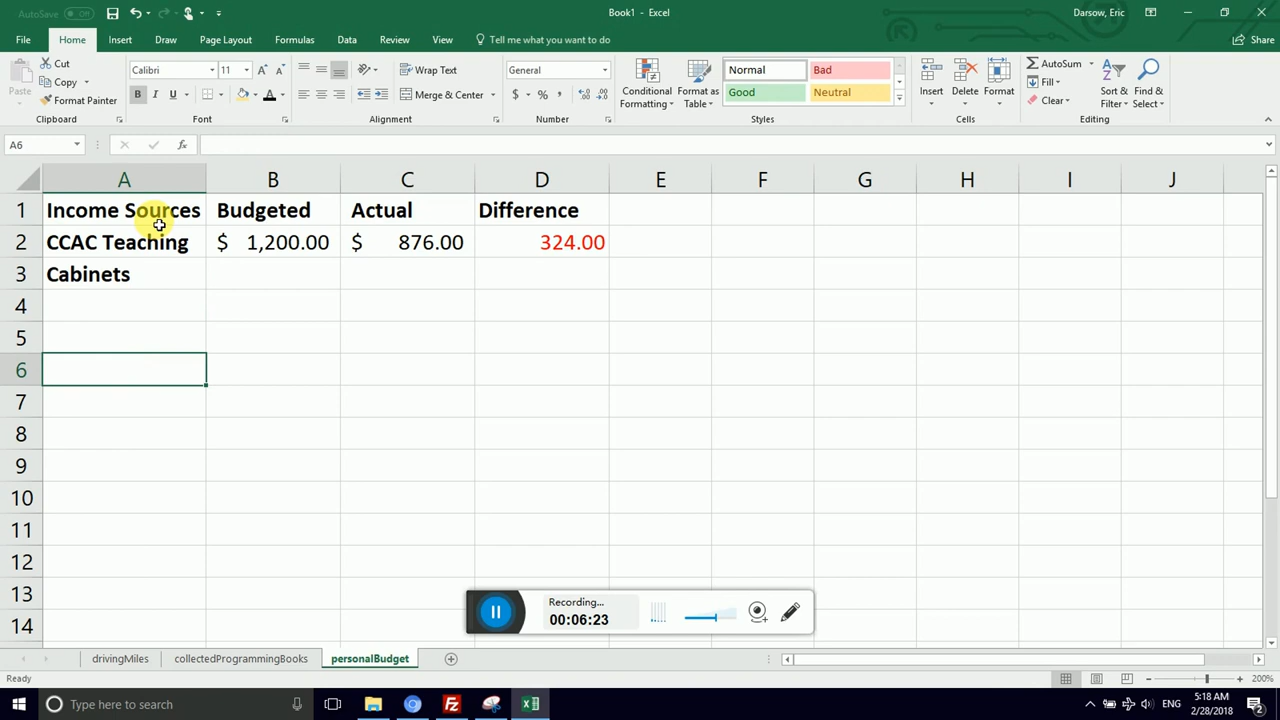 AutoSave Off
Book1 - Excel
Darsow, Eric
File Home Insert Draw Page Layout Formulas Data Review View Tell me what you want to do Share
Paste
Cut
Copy
Format Painter
Clipboard
Calibri 11
B I U
Font
Wrap Text
Merge & Center
Alignment
General
$ % ,
Number
Conditional Formatting
Format as Table
Normal Bad
Good Neutral
Styles
Insert Delete Format
Cells
AutoSum
Fill
Clear
Sort & Filter
Find & Select
Editing
A6 fx
A B C D E F G H I J
1 Income Sources Budgeted Actual Difference
2 CCAC Teaching $ 1,200.00 $ 876.00 324.00
3 Cabinets
4
5
6
7
8
9
10
11
12
13
14
Recording...
00:06:23
drivingMiles collectedProgrammingBooks personalBudget
Ready
200%
Type here to search
ENG
5:18 AM
2/28/2018
2